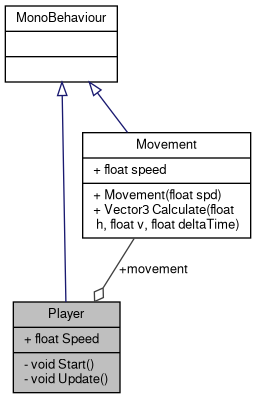 MonoBehaviour
Movement
+ float speed
+ Movement(float spd)
+ Vector3 Calculate(float
h, float v, float deltaTime)
+movement
Player
+ float Speed
- void Start()
- void Update()